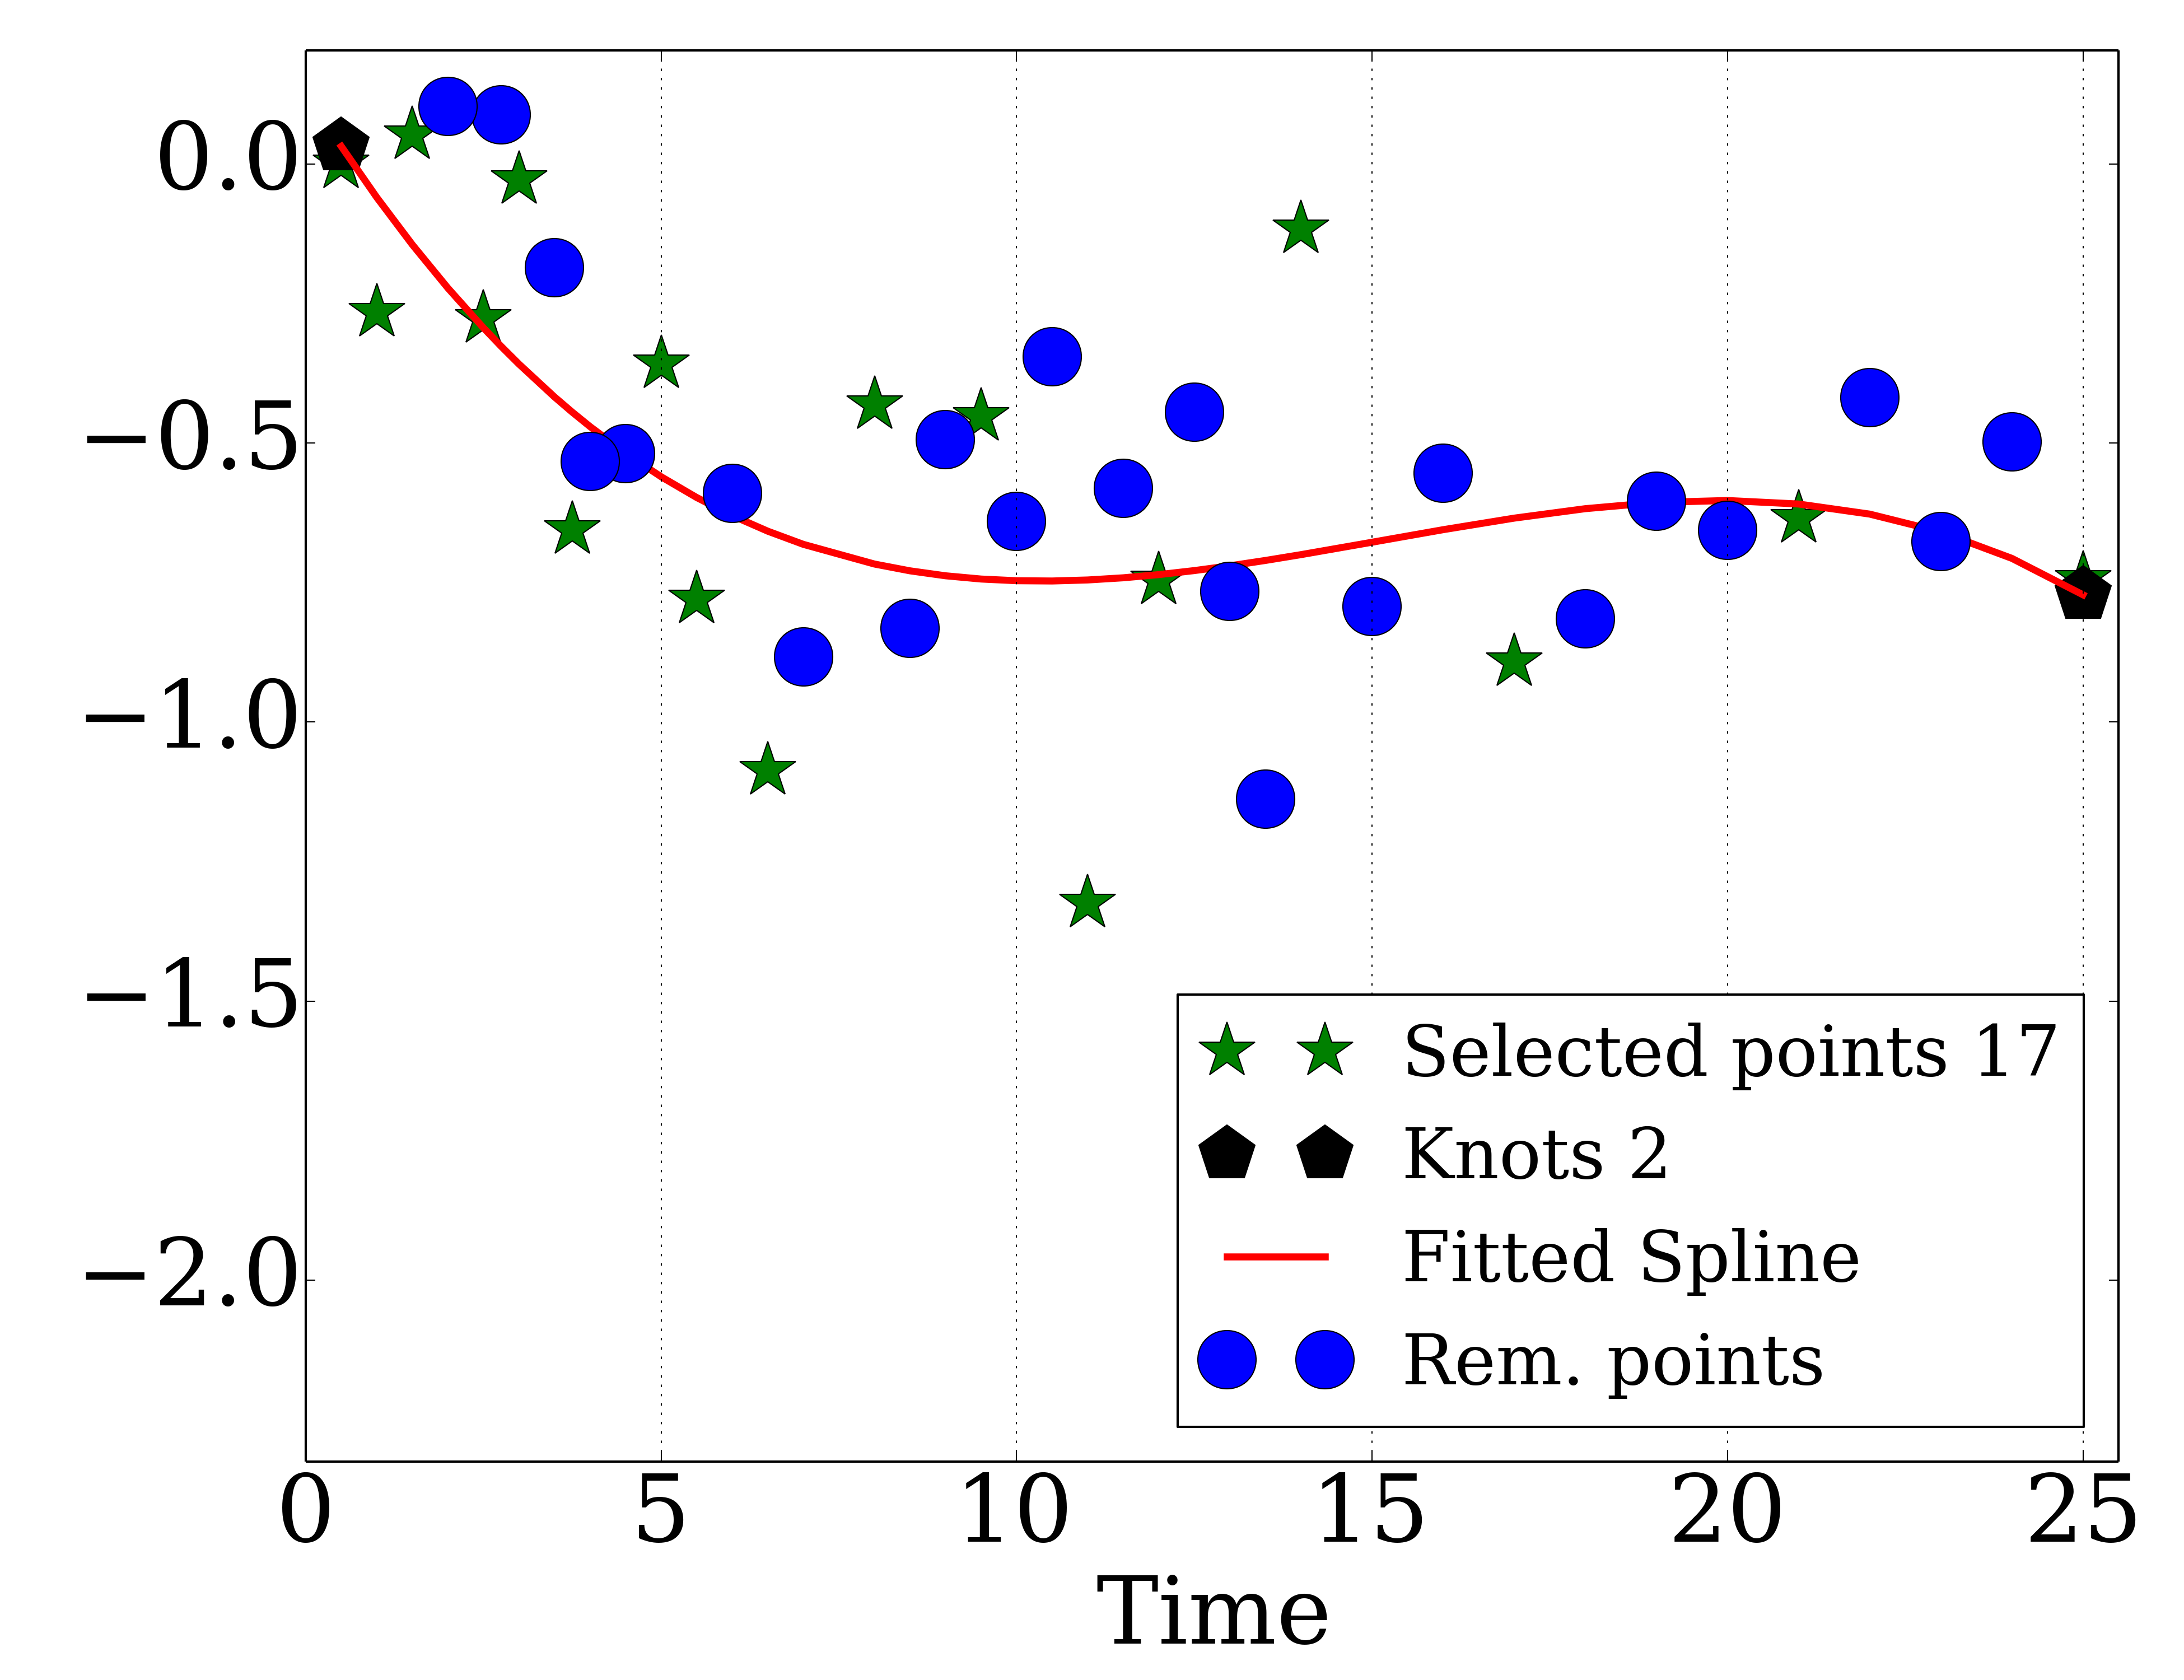 0.0
−0.5
−1.0
−1.5
−2.0
Selected points 17
Knots 2
Fitted Spline
Rem. points
0 5 10 15 20 25
Time